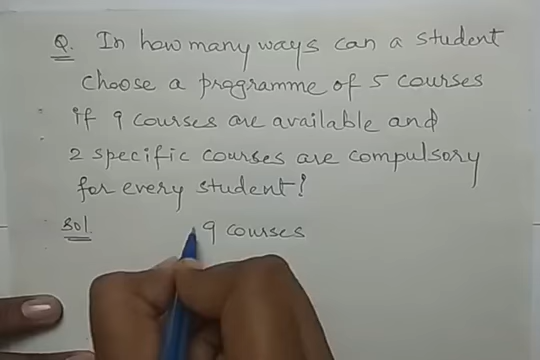 Q. In how many ways can a student
choose a programme of 5 courses
if 9 courses are available and
2 specific courses are compulsory
for every student?
Sol. 9 courses